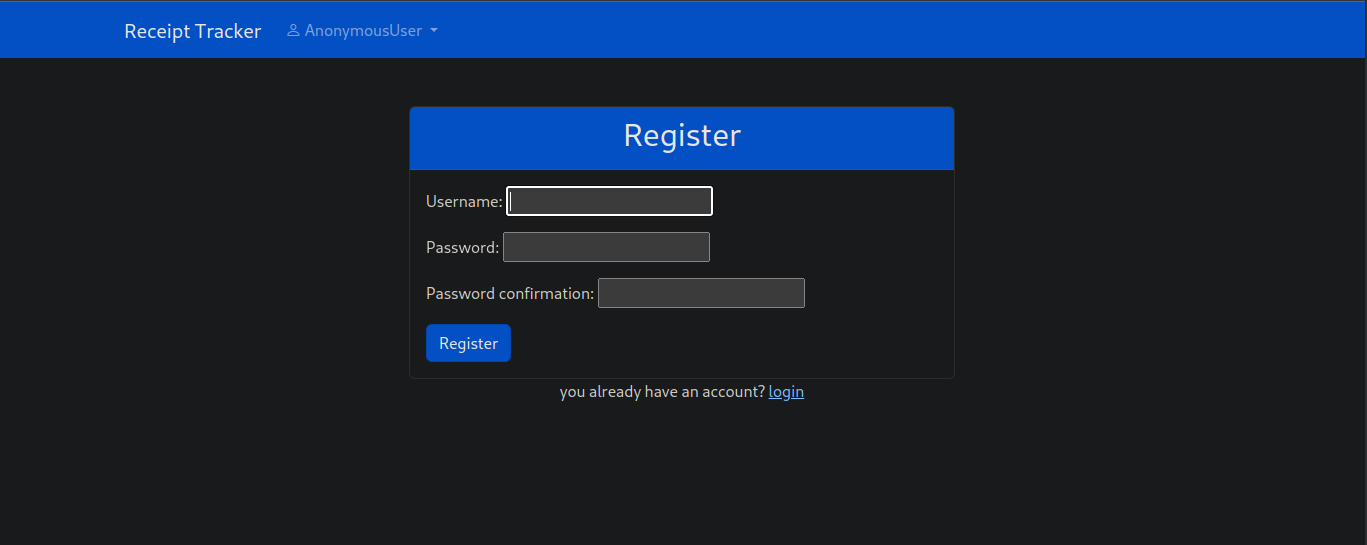 Receipt Tracker AnonymousUser
Register
Username:
Password:
Password confirmation:
Register
you already have an account? login